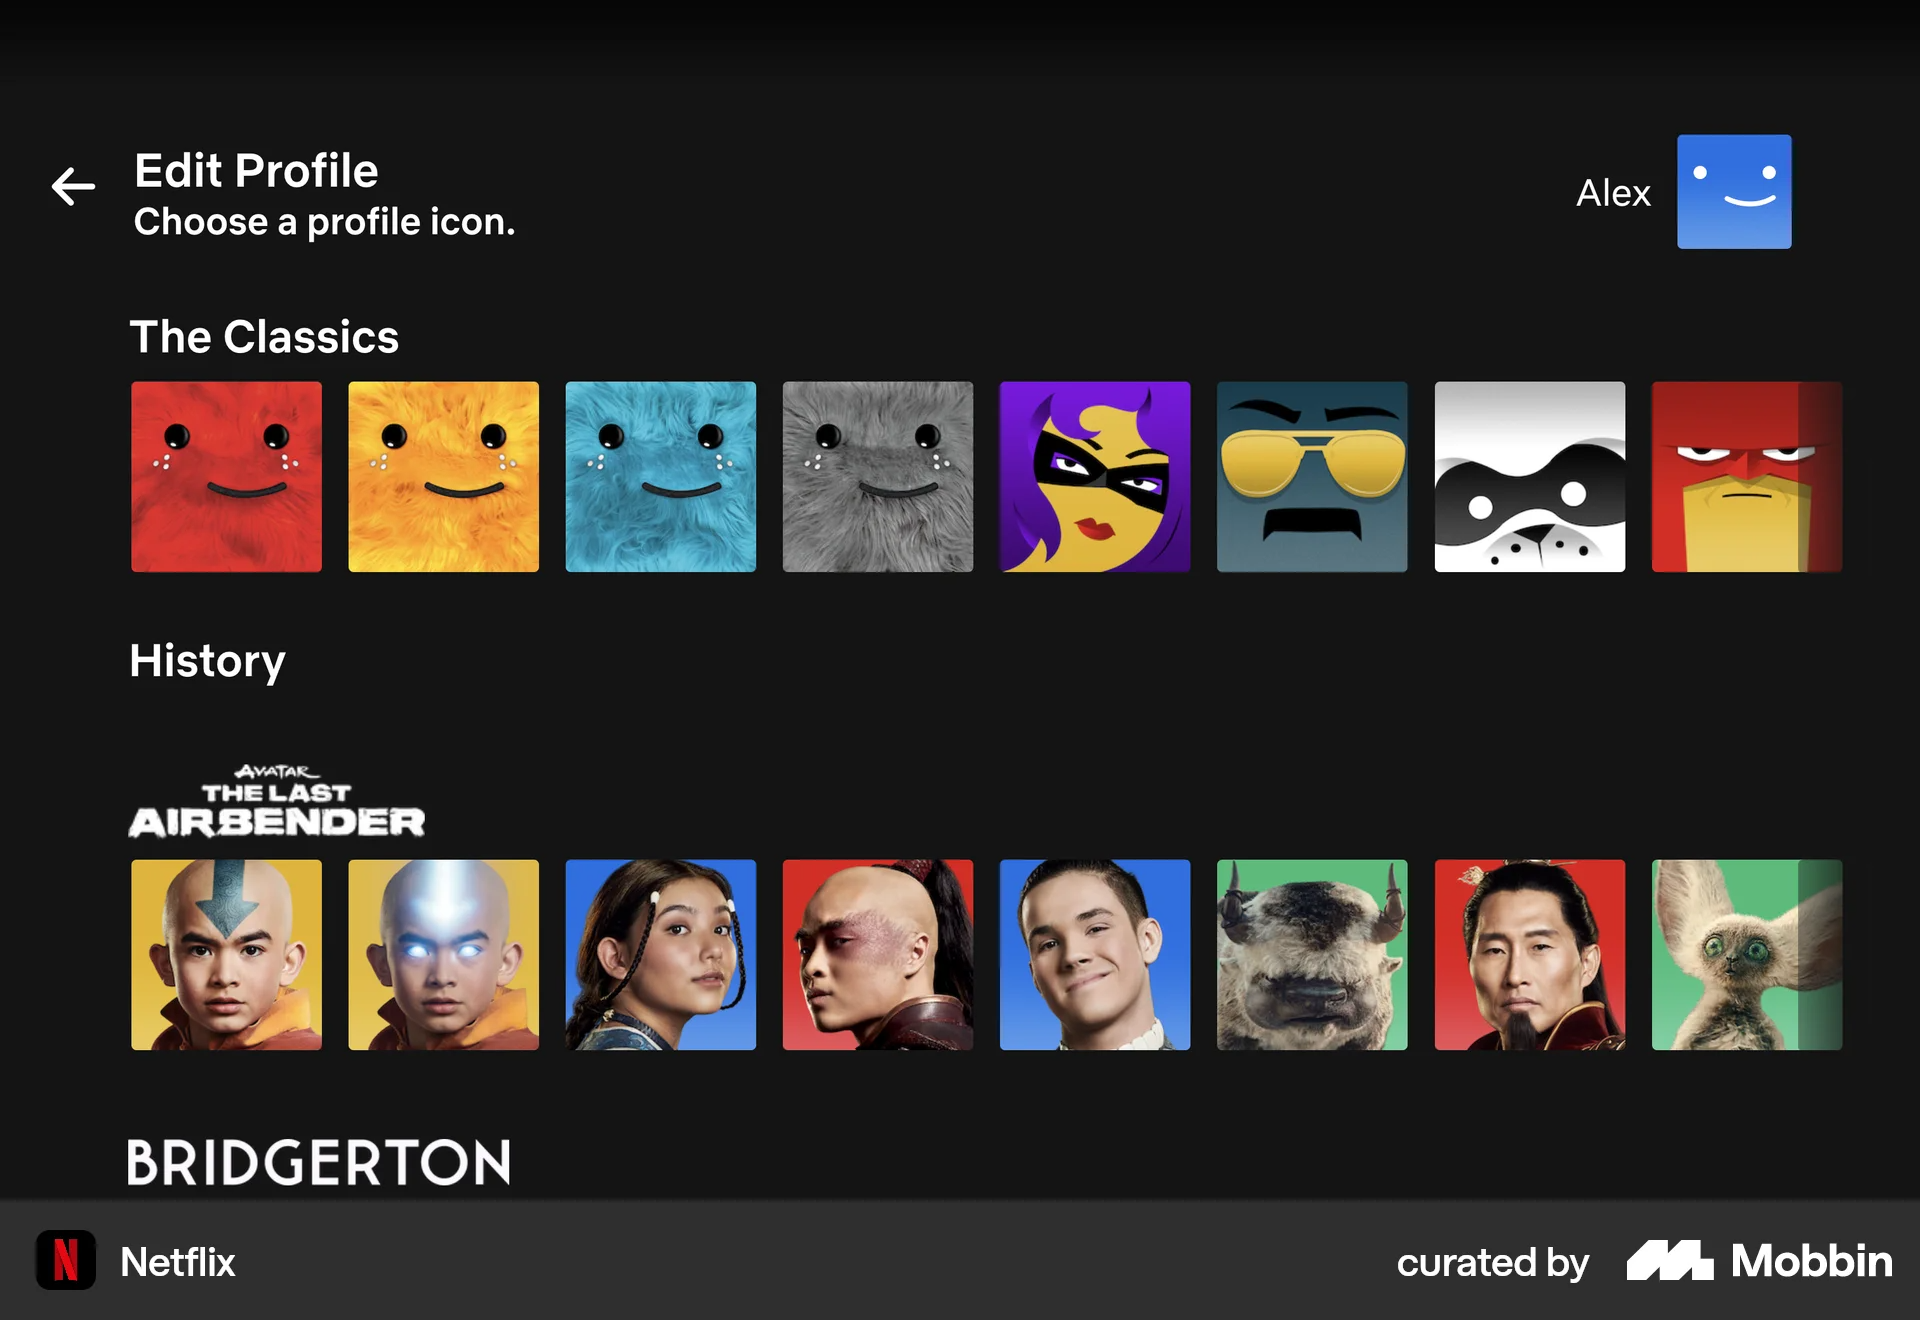 Edit Profile
Choose a profile icon.
Alex
The Classics
History
AVATAR
THE LAST
AIRBENDER
BRIDGERTON
N
Netflix
curated by
Mobbin